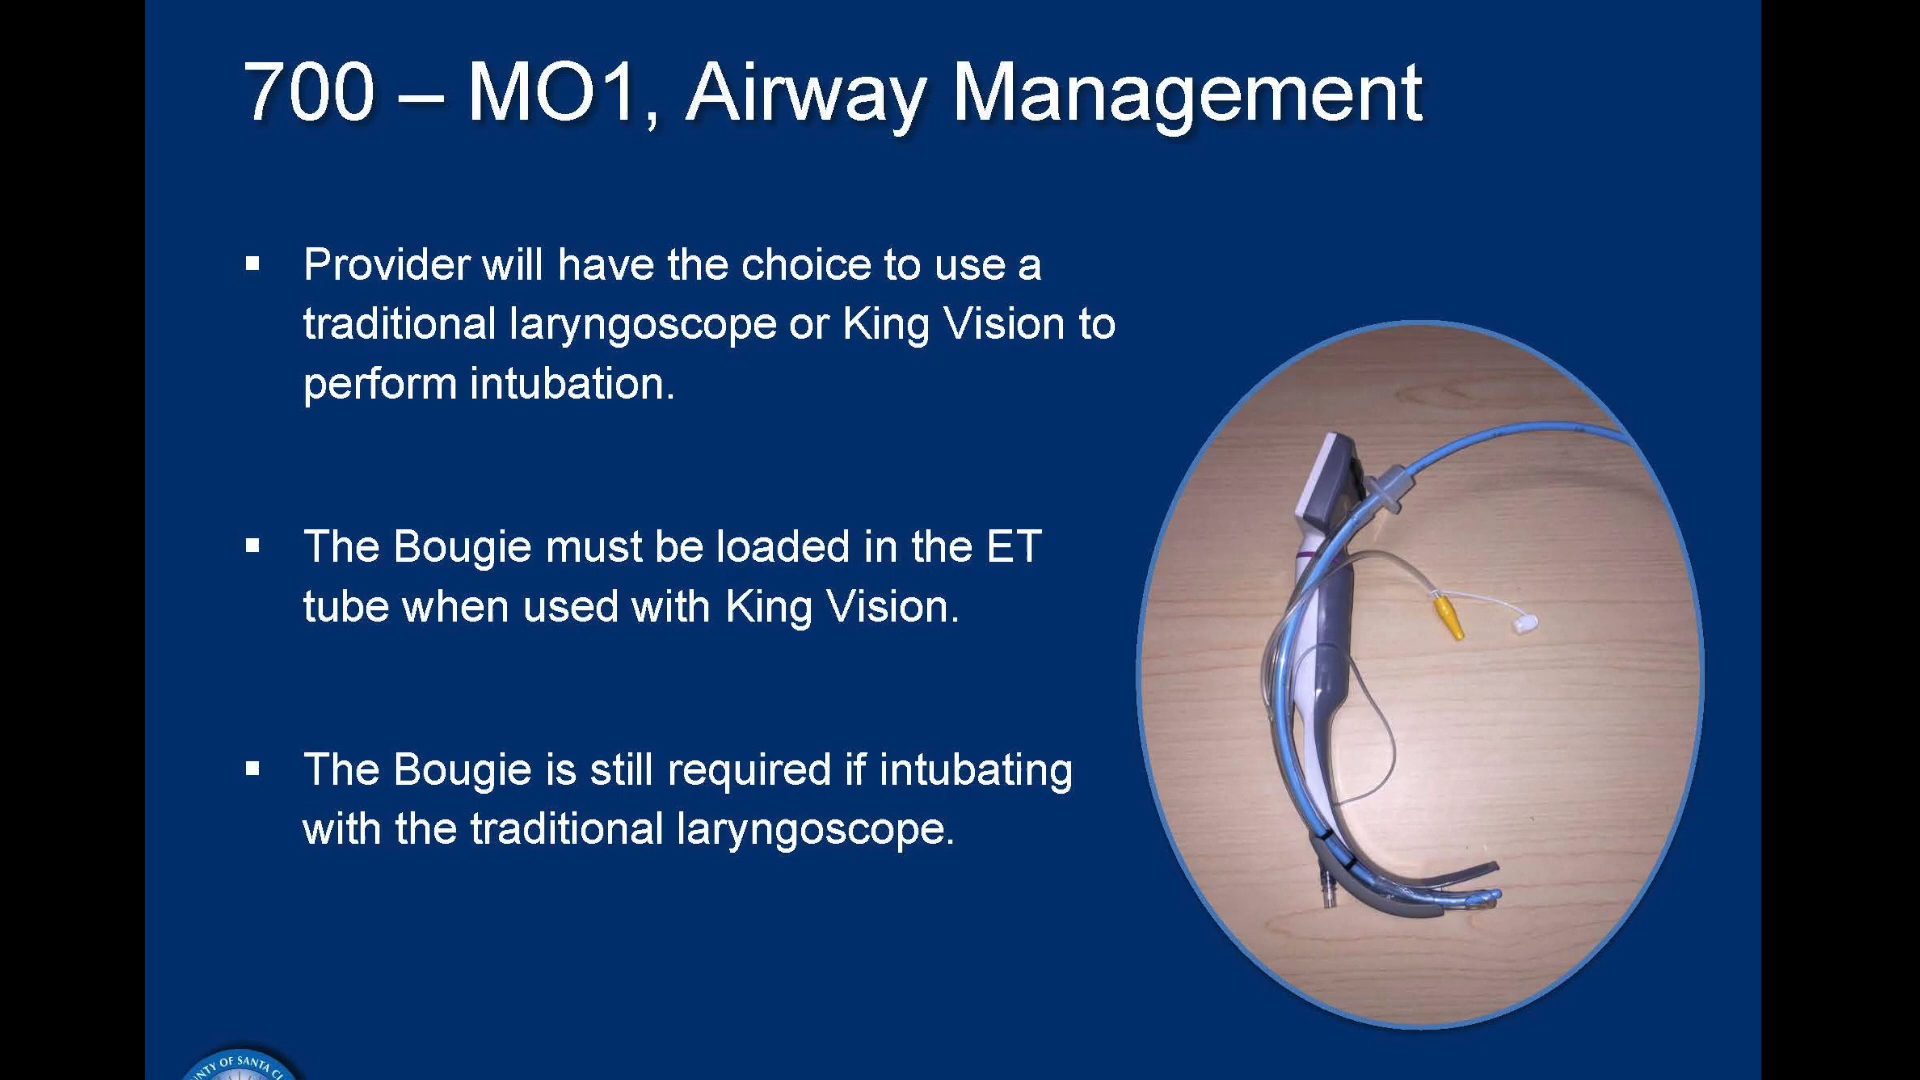 700 – MO1, Airway Management
▪ Provider will have the choice to use a
traditional laryngoscope or King Vision to
perform intubation.
▪ The Bougie must be loaded in the ET
tube when used with King Vision.
▪ The Bougie is still required if intubating
with the traditional laryngoscope.
OF SANTA